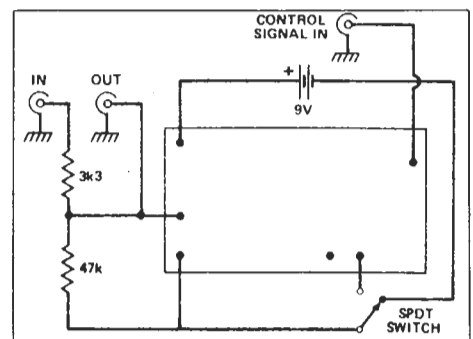 CONTROL
SIGNAL IN
IN
OUT
+
9V
3k3
47k
SPDT
SWITCH